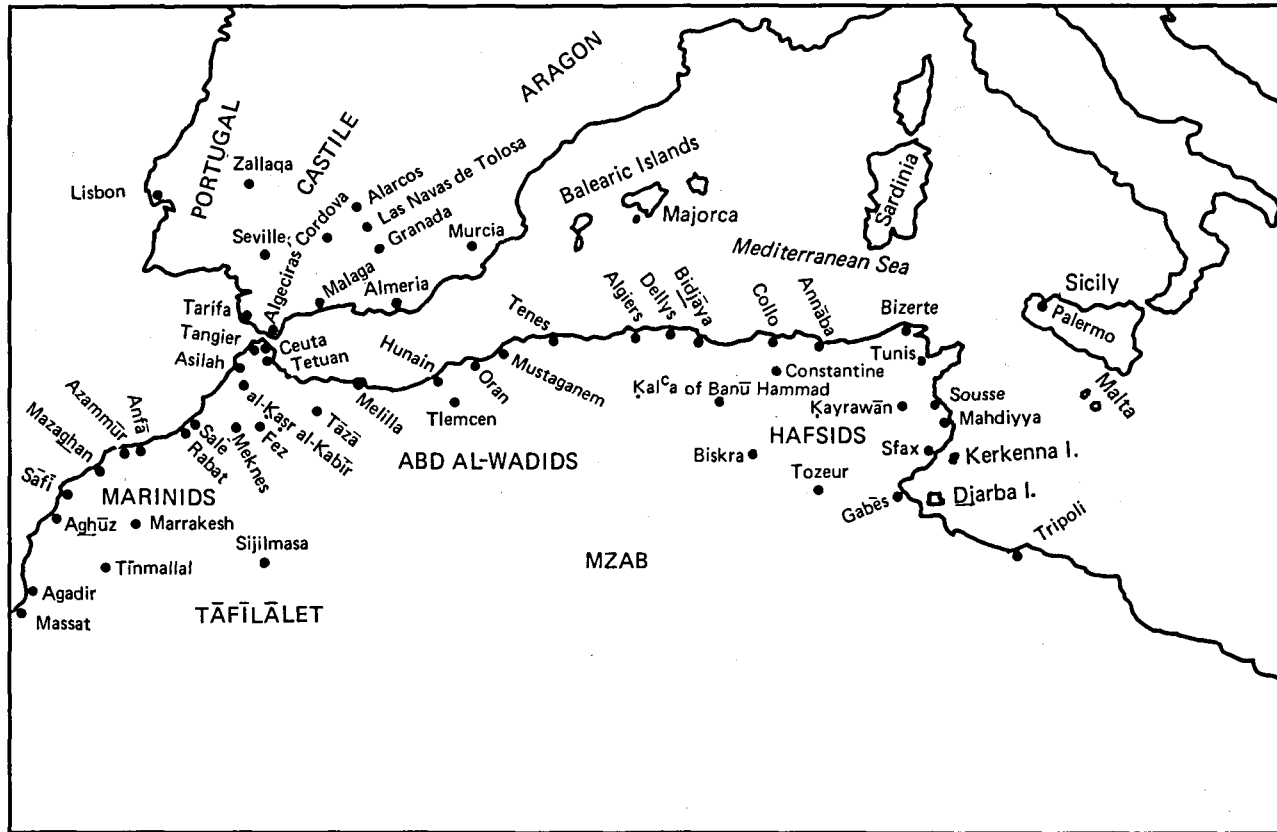 ARAGON
PORTUGAL
CASTILE
Zallaqa
Lisbon
Alarcos
Las Navas de Tolosa
Cordova
Granada
Seville
Murcia
Algeciras
Malaga
Almeria
Balearic Islands
Majorca
Sardinia
Mediterranean Sea
Sicily
Palermo
Malta
Tarifa
Tangier
Ceuta
Asilah
Tetuan
Hunain
Tenes
Algiers
Dellys
Bidjāya
Collo
Annāba
Bizerte
Tunis
Oran
Mustaganem
Constantine
Melilla
Tlemcen
Ḳalᶜa of Banū Hammad
Ḳayrawān
Sousse
Mahdiyya
HAFSIDS
Sfax
Kerkenna I.
Azammūr
Anfā
Mazaghan
Salé
Rabat
al-Ḳaṣr al-Kabīr
Meknes
Fez
Tāzā
ABD AL-WADIDS
Biskra
Tozeur
Gabès
Djarba I.
Tripoli
Sāfī
MARINIDS
Aghūz
Marrakesh
Sijilmasa
MZAB
Tīnmallal
Agadir
TĀFĪLĀLET
Massat